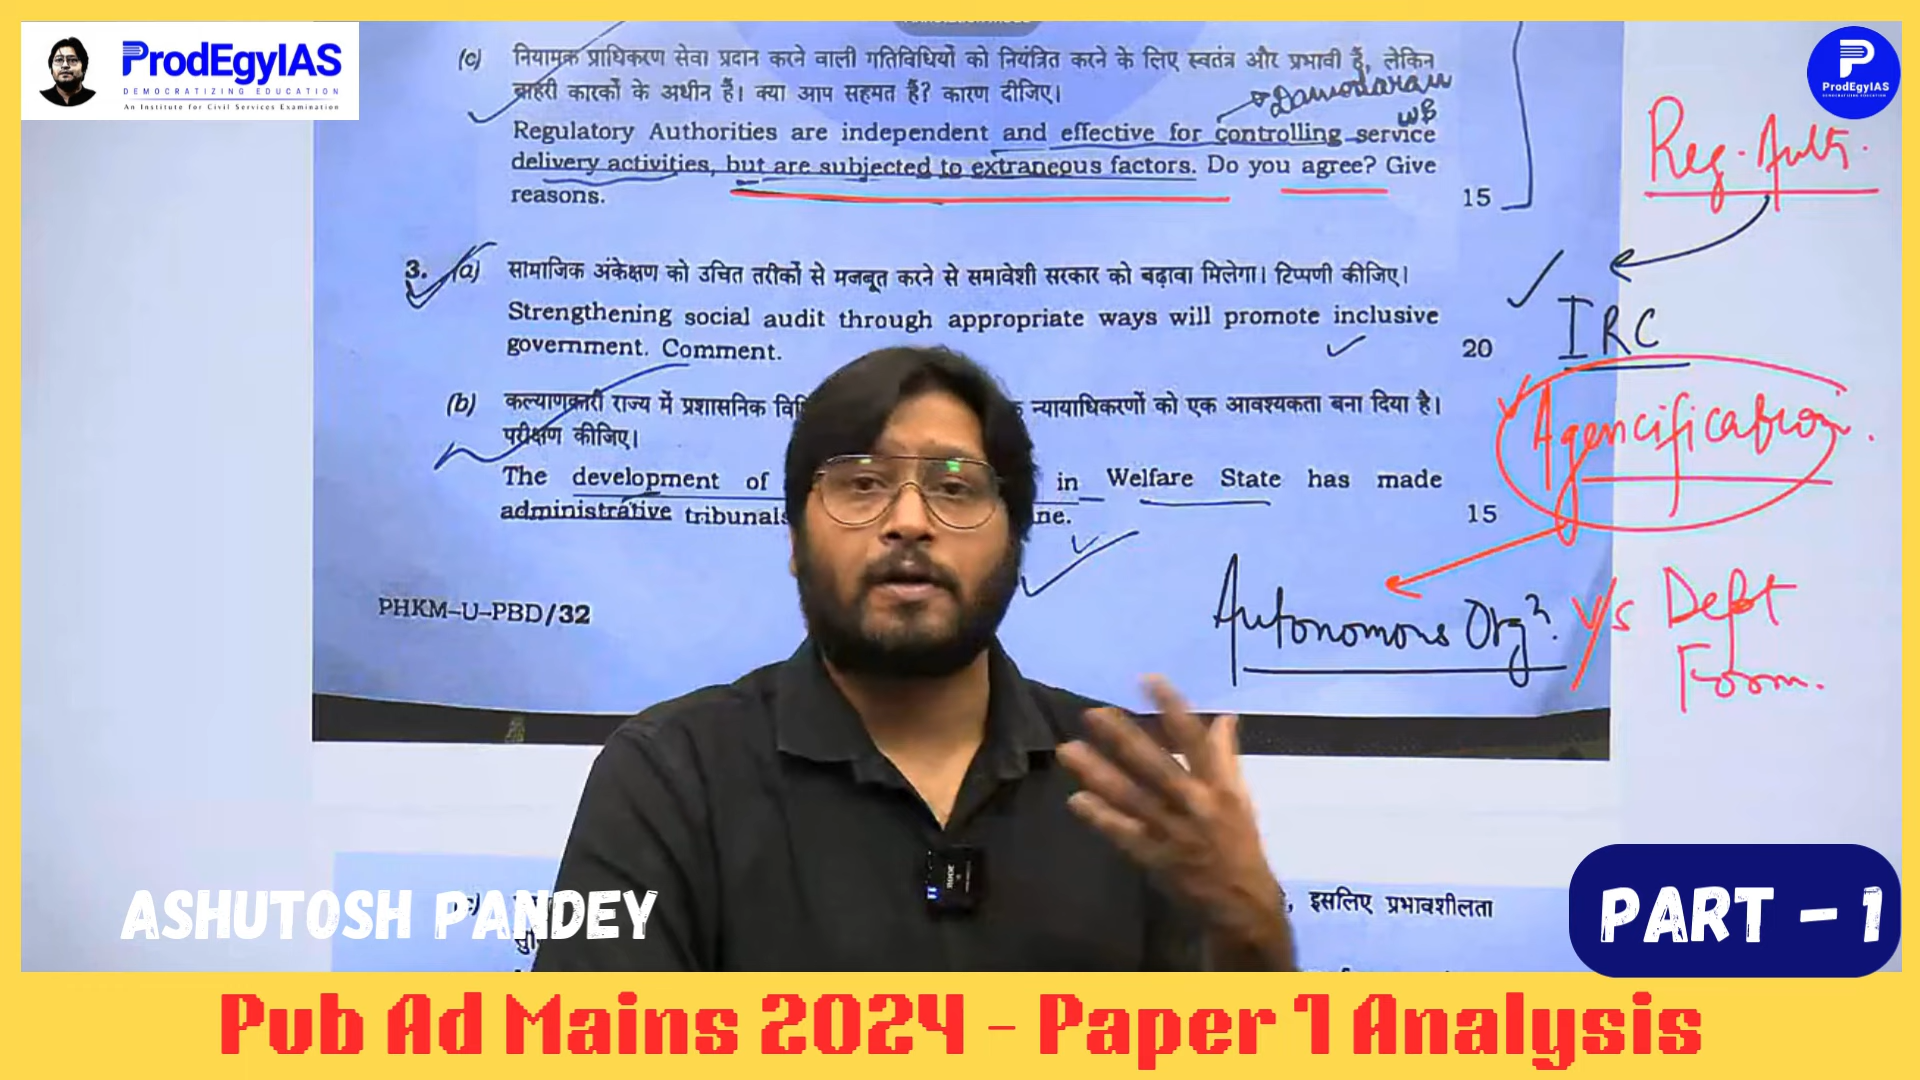 ProdEgyIAS
DEMOCRATIZING EDUCATION
An Institute for Civil Services Examination
P
ProdEgyIAS
(c) नियामक प्राधिकरण सेवा प्रदान करने वाली गतिविधियों को नियंत्रित करने के लिए स्वतंत्र और प्रभावी हैं, लेकिन
बाहरी कारकों के अधीन हैं। क्या आप सहमत हैं? कारण दीजिए।
Damodaran
WB
Regulatory Authorities are independent and effective for controlling service
delivery activities, but are subjected to extraneous factors. Do you agree? Give
reasons. 15
Reg. Auth.
3. (a) सामाजिक अंकेक्षण को उचित तरीकों से मजबूत करने से समावेशी सरकार को बढ़ावा मिलेगा। टिप्पणी कीजिए।
Strengthening social audit through appropriate ways will promote inclusive
government. Comment. 20
IRC
Agencification.
(b) कल्याणकारी राज्य में प्रशासनिक न्यायाधिकरणों को एक आवश्यकता बना दिया है।
परीक्षण कीजिए।
The development of in Welfare State has made
administrative tribunals 15
PHKM-U-PBD/32
Autonomous Orgn. v/s Dept
Form.
, इसलिए प्रभावशीलता
ASHUTOSH PANDEY
PART - 1
Pub Ad Mains 2024 - Paper 1 Analysis